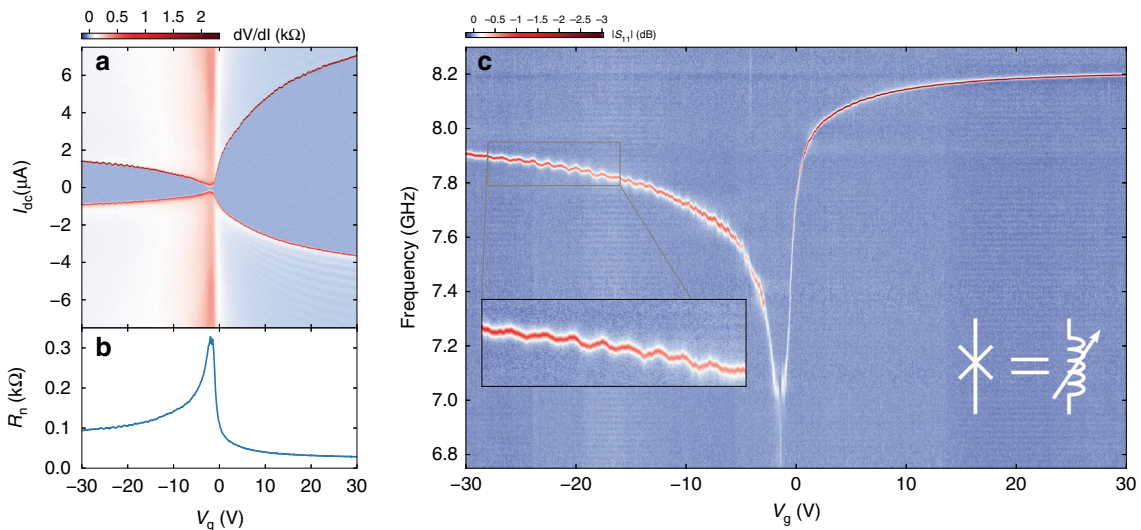 0 0.5 1 1.5 2 dV/dI (kΩ)
a
6
4
2
0
−2
−4
−6
I_dc(μA)
b
0.3
0.2
0.1
0.0
R_n (kΩ)
−30 −20 −10 0 10 20 30
V_g (V)
0 −0.5 −1 −1.5 −2 −2.5 −3
|S_11| (dB)
c
8.2
8.0
7.8
7.6
7.4
7.2
7.0
6.8
Frequency (GHz)
−30 −20 −10 0 10 20 30
V_g (V)